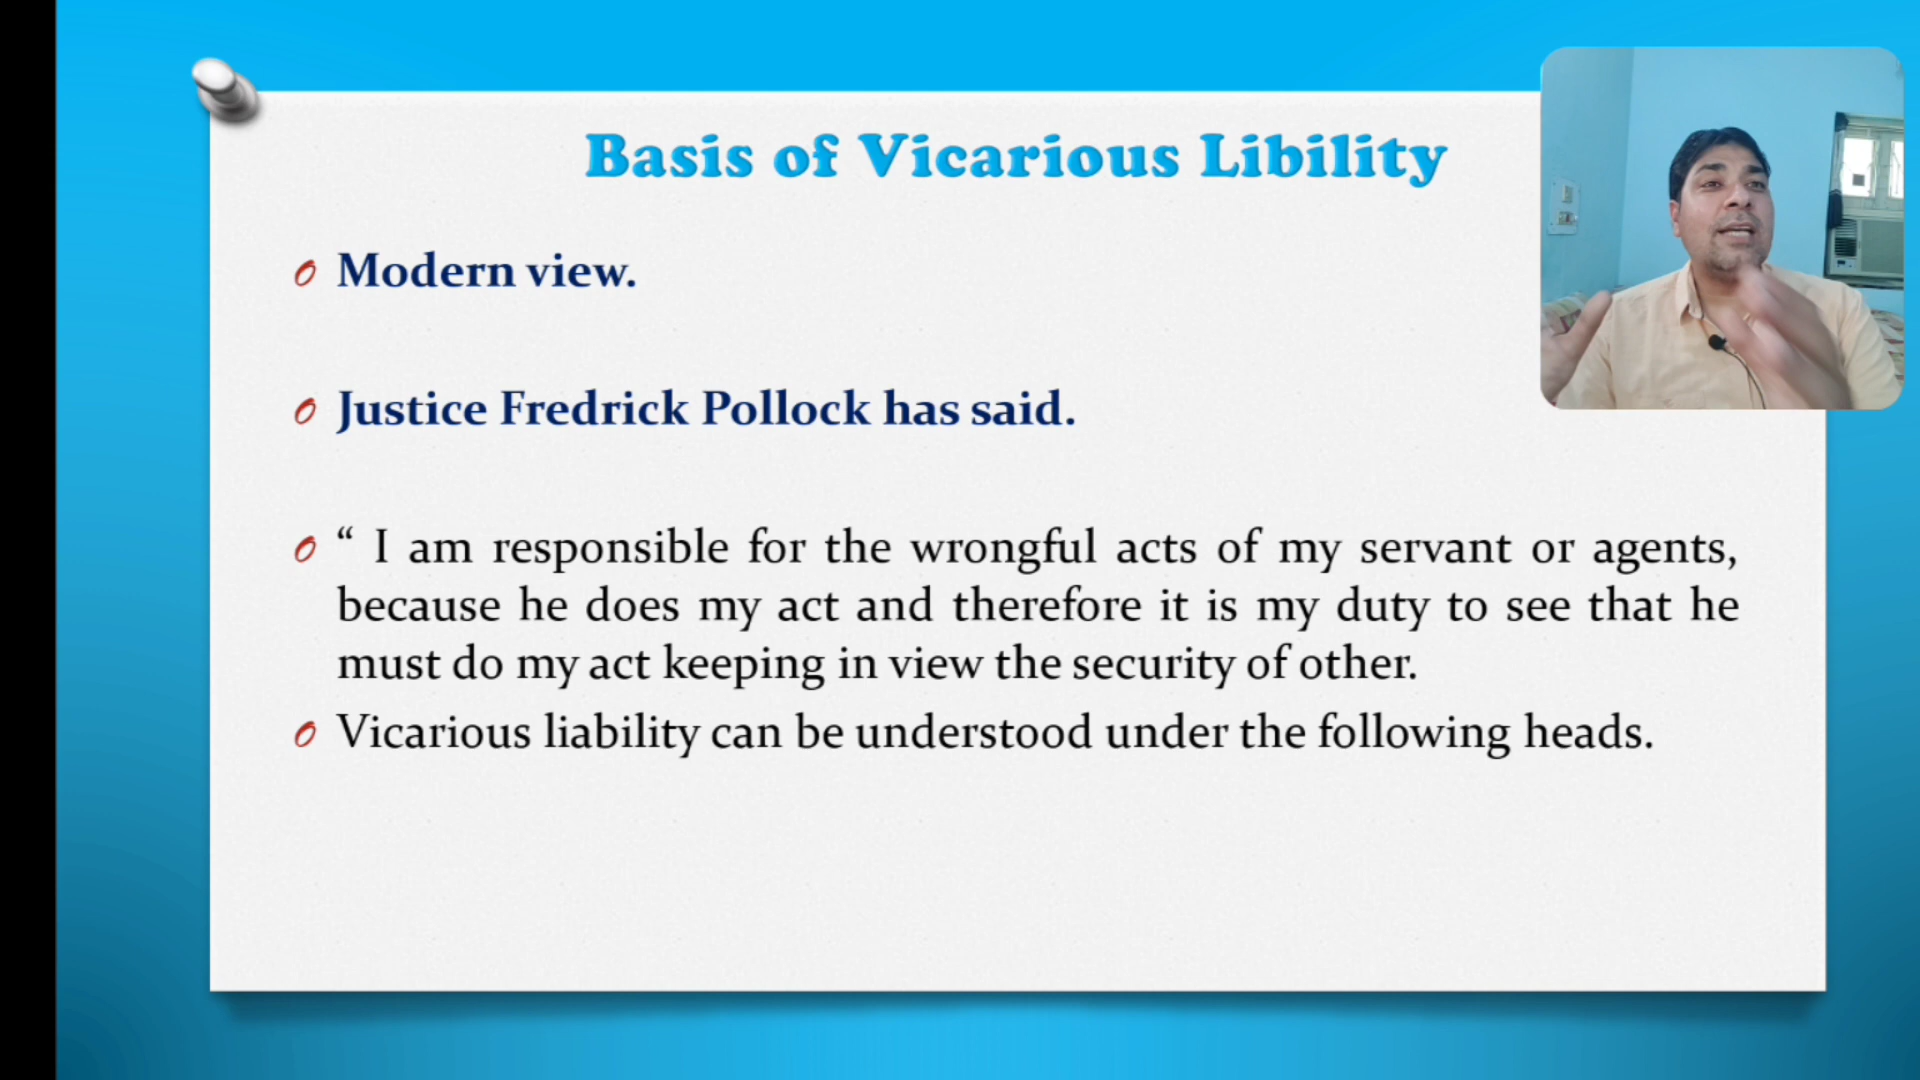 Basis of Vicarious Libility
Modern view.
Justice Fredrick Pollock has said.
“ I am responsible for the wrongful acts of my servant or agents,
because he does my act and therefore it is my duty to see that he
must do my act keeping in view the security of other.
Vicarious liability can be understood under the following heads.